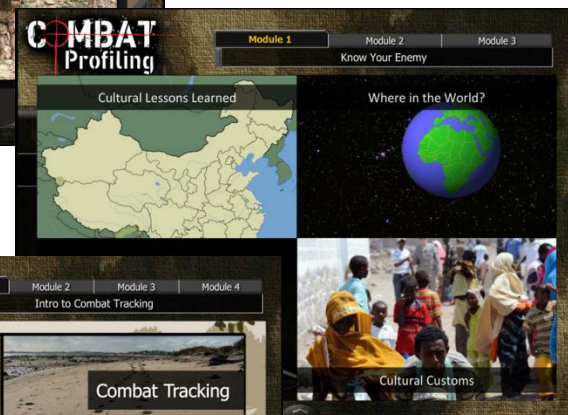 COMBAT
Profiling
Module 1
Module 2
Module 3
Know Your Enemy
Cultural Lessons Learned
Where in the World?
Cultural Customs
Module 2
Module 3
Module 4
Intro to Combat Tracking
Combat Tracking